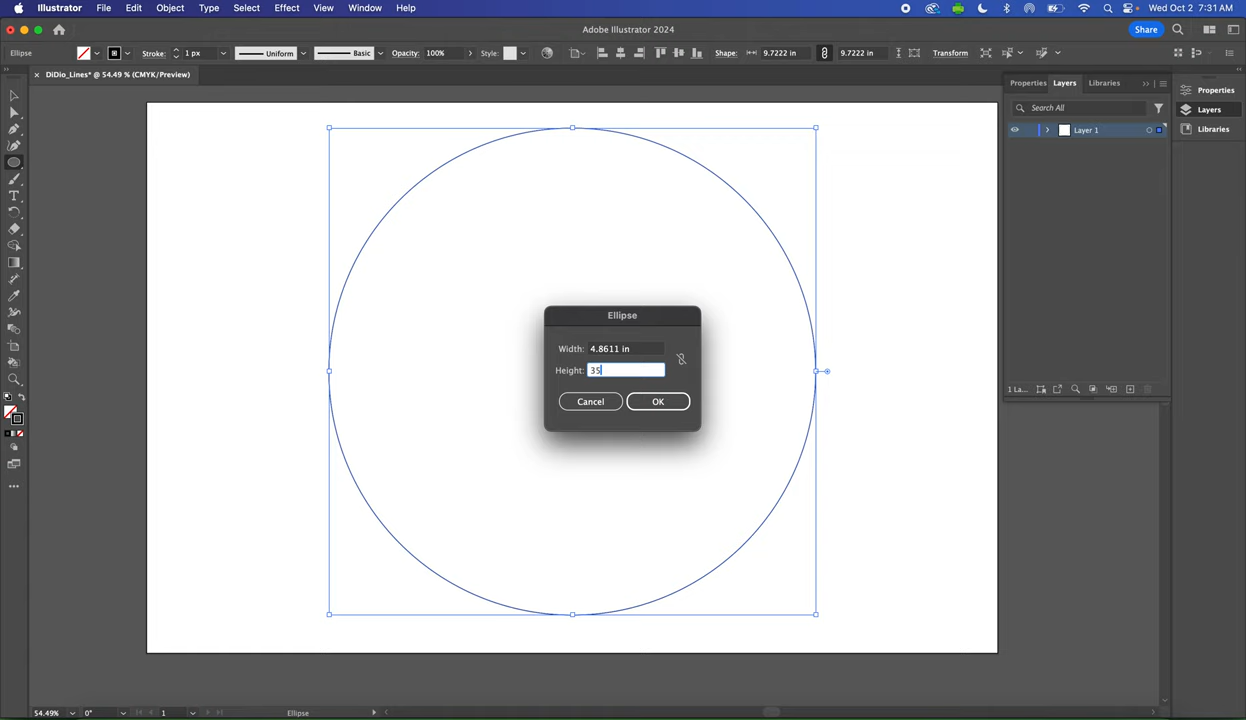 Illustrator File Edit Object Type Select Effect View Window Help Wed Oct 2 7:31 AM
Adobe Illustrator 2024 Share
Ellipse Stroke: 1 px Uniform Basic Opacity: 100% Style: Shape: 9.7222 in 9.7222 in Transform
× DiDio_Lines* @ 54.49 % (CMYK/Preview)
Properties Layers Libraries
Properties
Search All
Layers
Layer 1
Libraries
Ellipse
Width: 4.8611 in
Height: 35
Cancel OK
1 La...
54.49% 0° 1 Ellipse